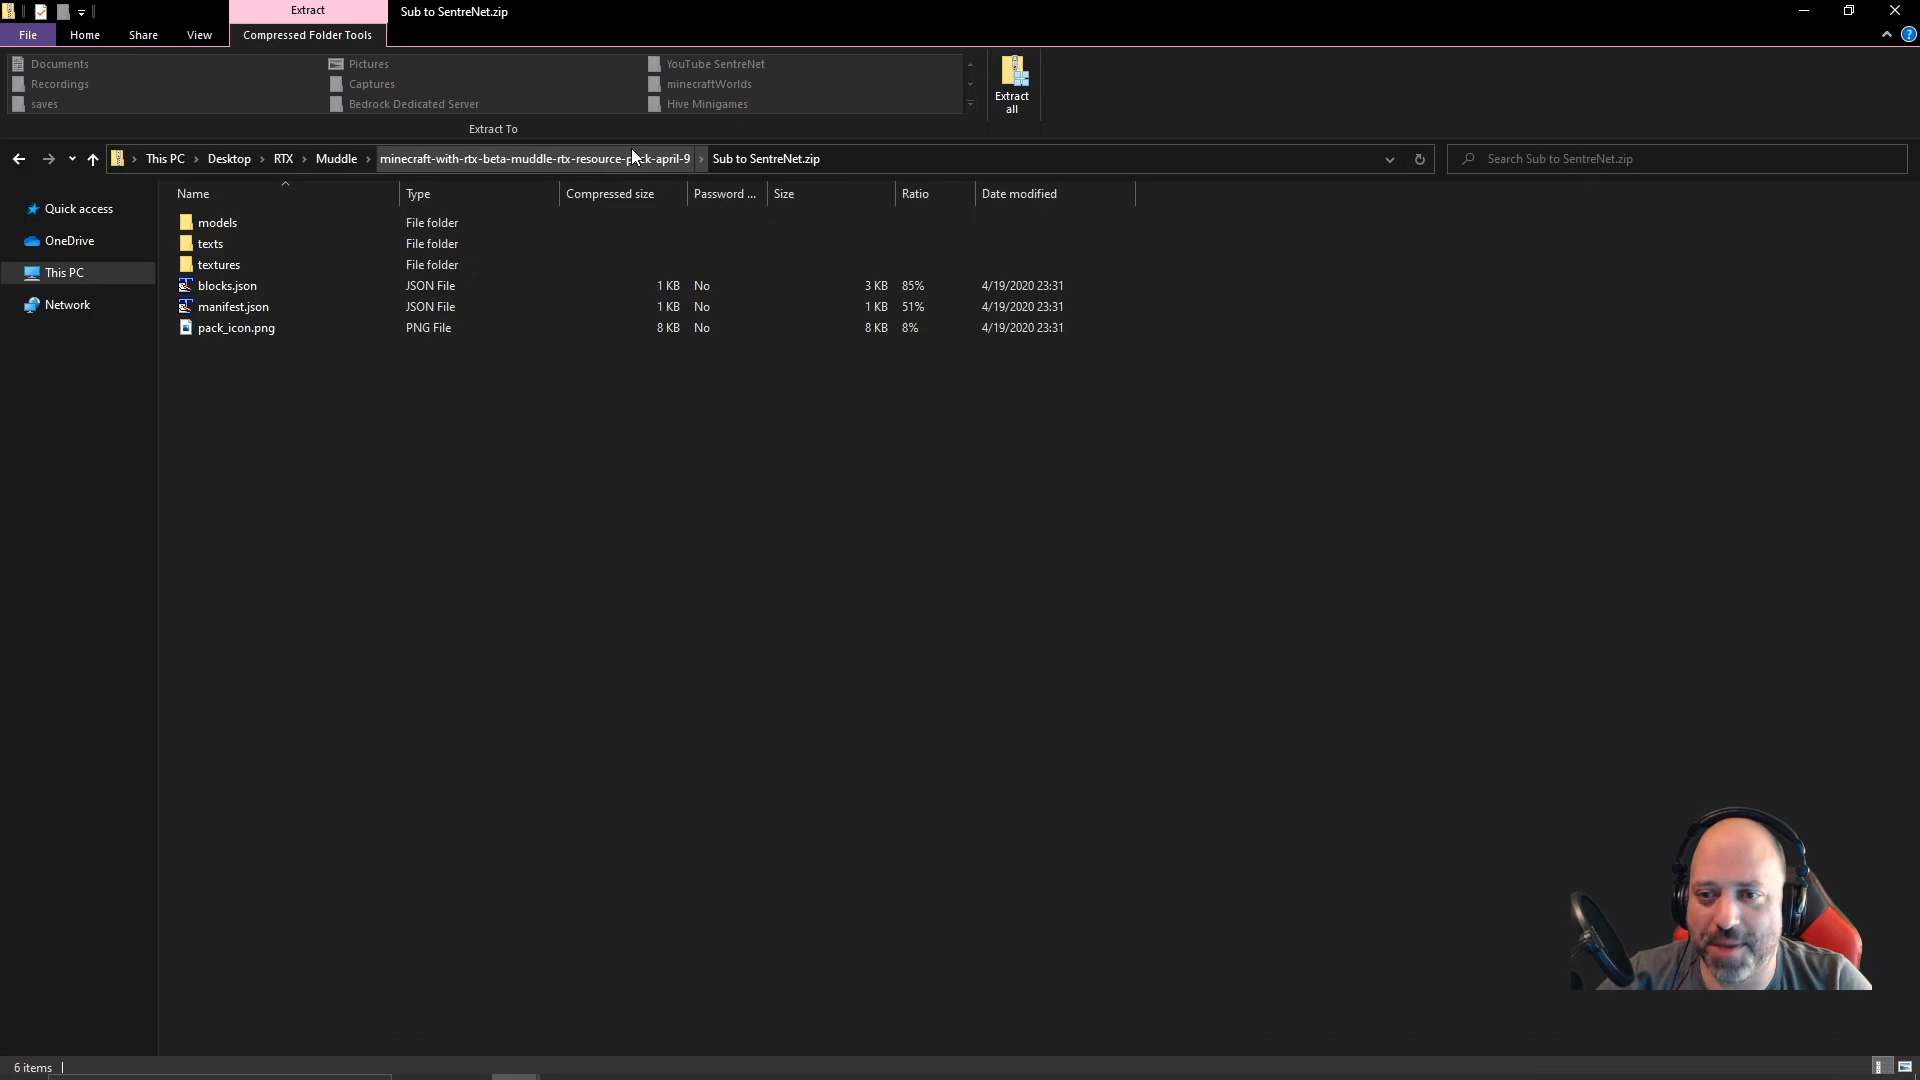 Extract
Sub to SentreNet.zip
File
Home
Share
View
Compressed Folder Tools
Documents
Pictures
YouTube SentreNet
Recordings
Captures
minecraftWorlds
saves
Bedrock Dedicated Server
Hive Minigames
Extract all
Extract To
This PC > Desktop > RTX > Muddle > minecraft-with-rtx-beta-muddle-rtx-resource-pack-april-9 > Sub to SentreNet.zip
Search Sub to SentreNet.zip
Name Type Compressed size Password ... Size Ratio Date modified
Quick access
OneDrive
This PC
Network
models File folder
texts File folder
textures File folder
blocks.json JSON File 1 KB No 3 KB 85% 4/19/2020 23:31
manifest.json JSON File 1 KB No 1 KB 51% 4/19/2020 23:31
pack_icon.png PNG File 8 KB No 8 KB 8% 4/19/2020 23:31
6 items